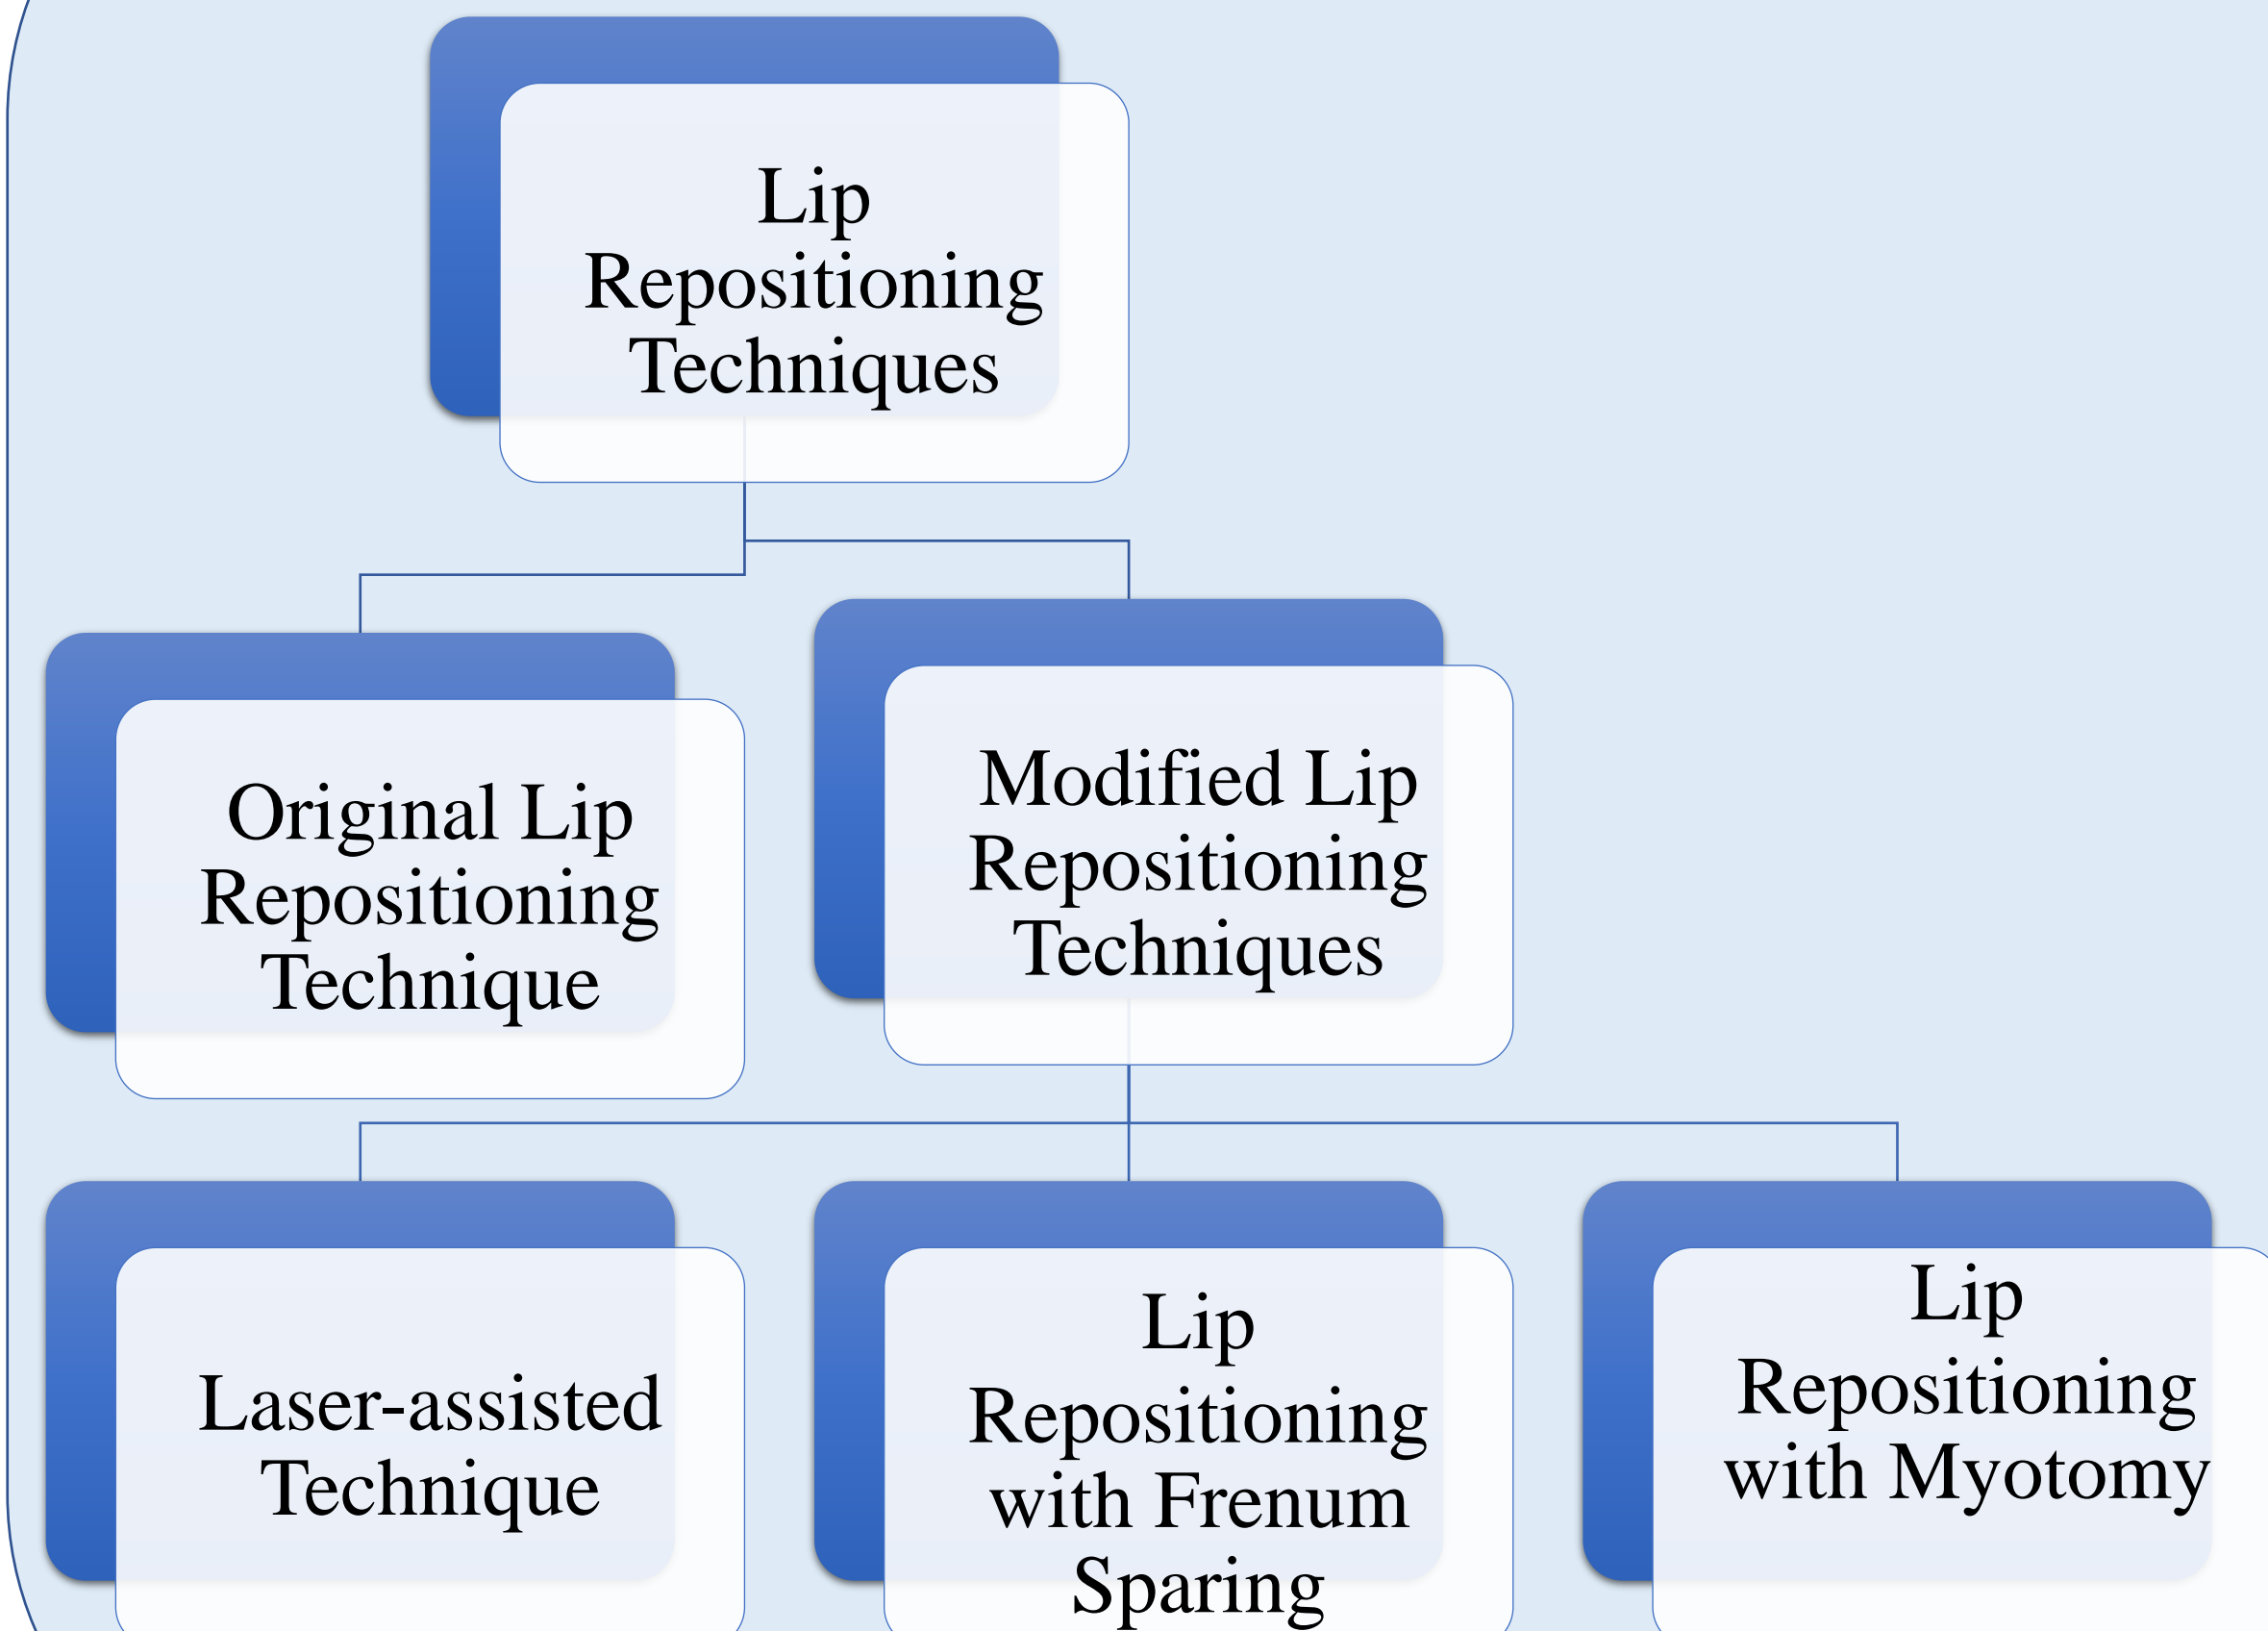 Lip
Repositioning
Techniques
Original Lip
Repositioning
Technique
Modified Lip
Repositioning
Techniques
Laser-assisted
Technique
Lip
Repositioning
with Frenum
Sparing
Lip
Repositioning
with Myotomy